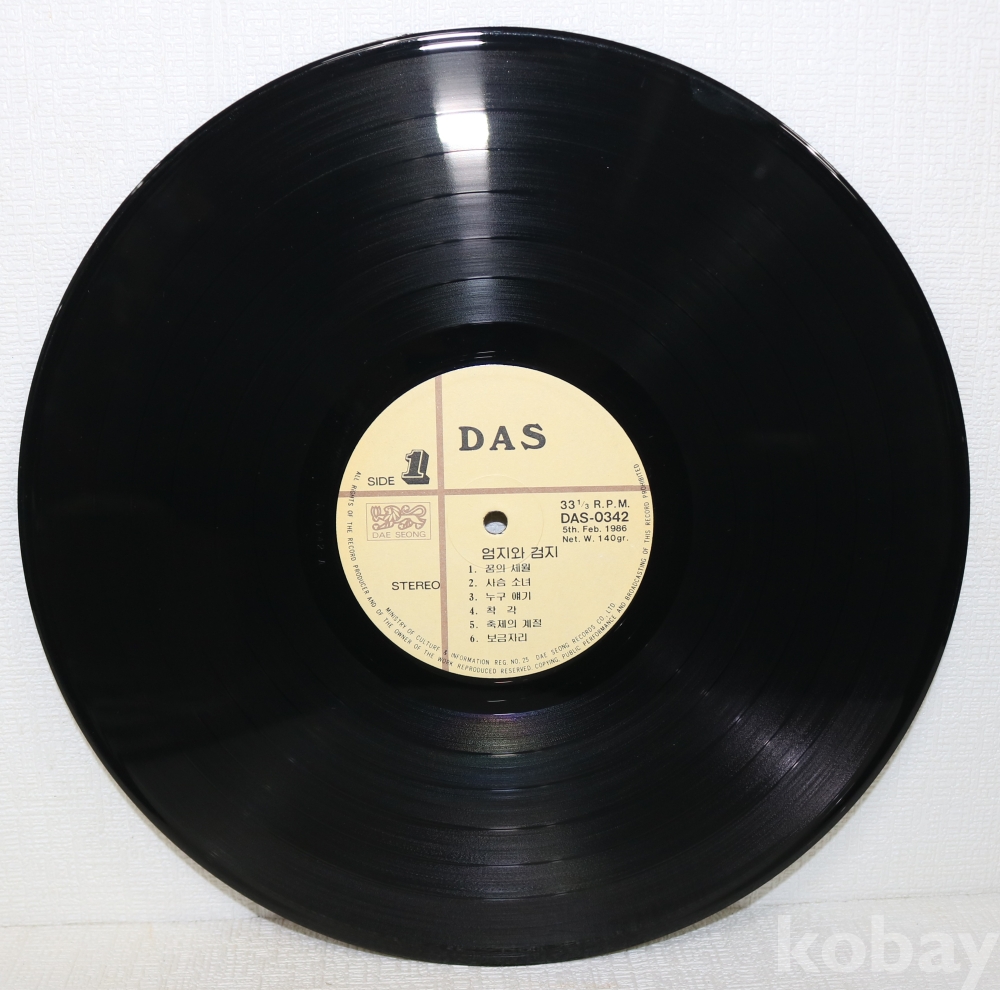 DAS
SIDE 1
33 1/3 R.P.M.
DAS-0342
5th. Feb. 1986
Net. W. 140gr.
DAE SEONG
STEREO
엄지와 검지
1. 꿈의 세월
2. 사슴 소녀
3. 누구 얘기
4. 착 각
5. 축제의 계절
6. 보금자리
MINISTRY OF CULTURE & INFORMATION REG. NO. 25 DAE SEONG RECORDS CO., LTD.
ALL RIGHTS OF THE RECORD PRODUCER AND OF THE OWNER OF THE WORK REPRODUCED RESERVED COPYING, PUBLIC PERFORMANCE AND BROADCASTING OF THIS RECORD PROHIBITED
kobay